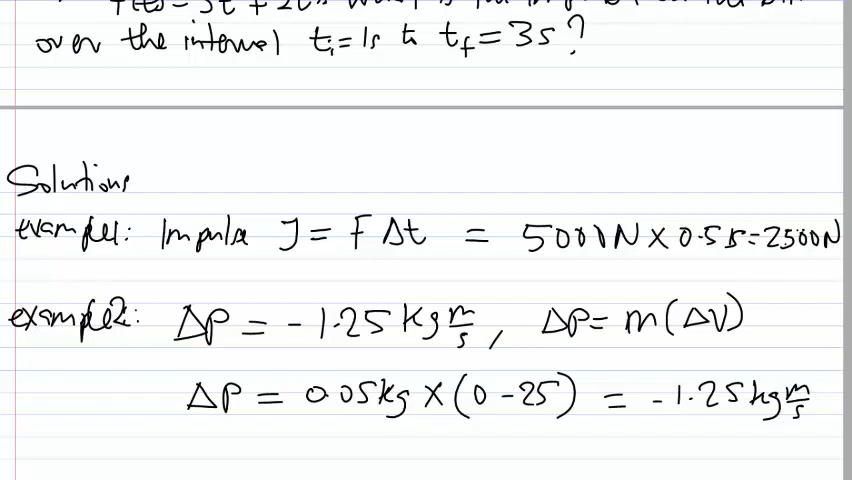 over the interval ti = 1s to tf = 3s?
Solutions
example1: Impulse J = F Δt = 5000N × 0.5s = 2500N
example2: ΔP = -1.25 kg m/s, ΔP = m(ΔV)
ΔP = 0.05kg × (0 - 25) = -1.25 kg m/s